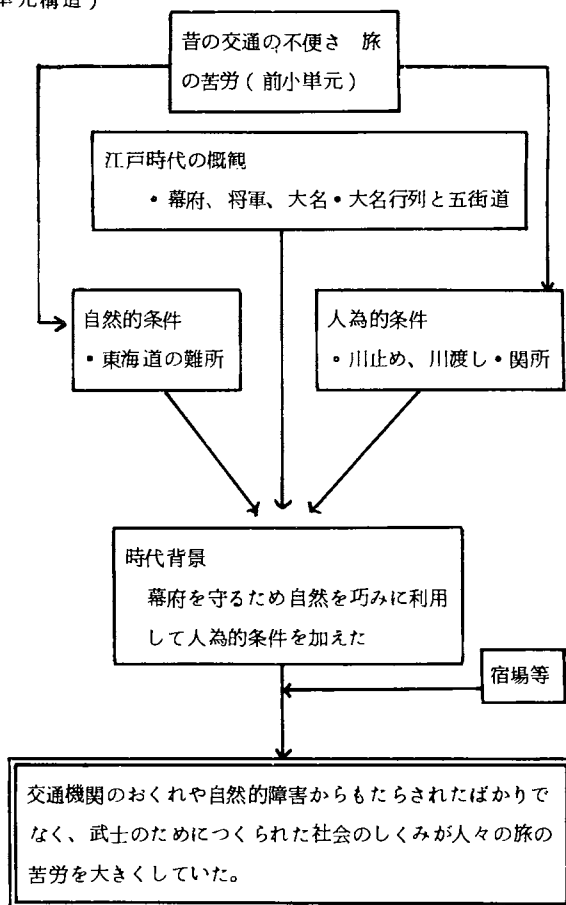 単元構造)
昔の交通の不便さ 旅
の苦労(前小単元)
江戸時代の概観
・幕府、将軍、大名・大名行列と五街道
自然的条件
・東海道の難所
人為的条件
・川止め、川渡し・関所
時代背景
幕府を守るため自然を巧みに利用
して人為的条件を加えた
宿場等
交通機関のおくれや自然的障害からもたらされたばかりで
なく、武士のためにつくられた社会のしくみが人々の旅の
苦労を大きくしていた。